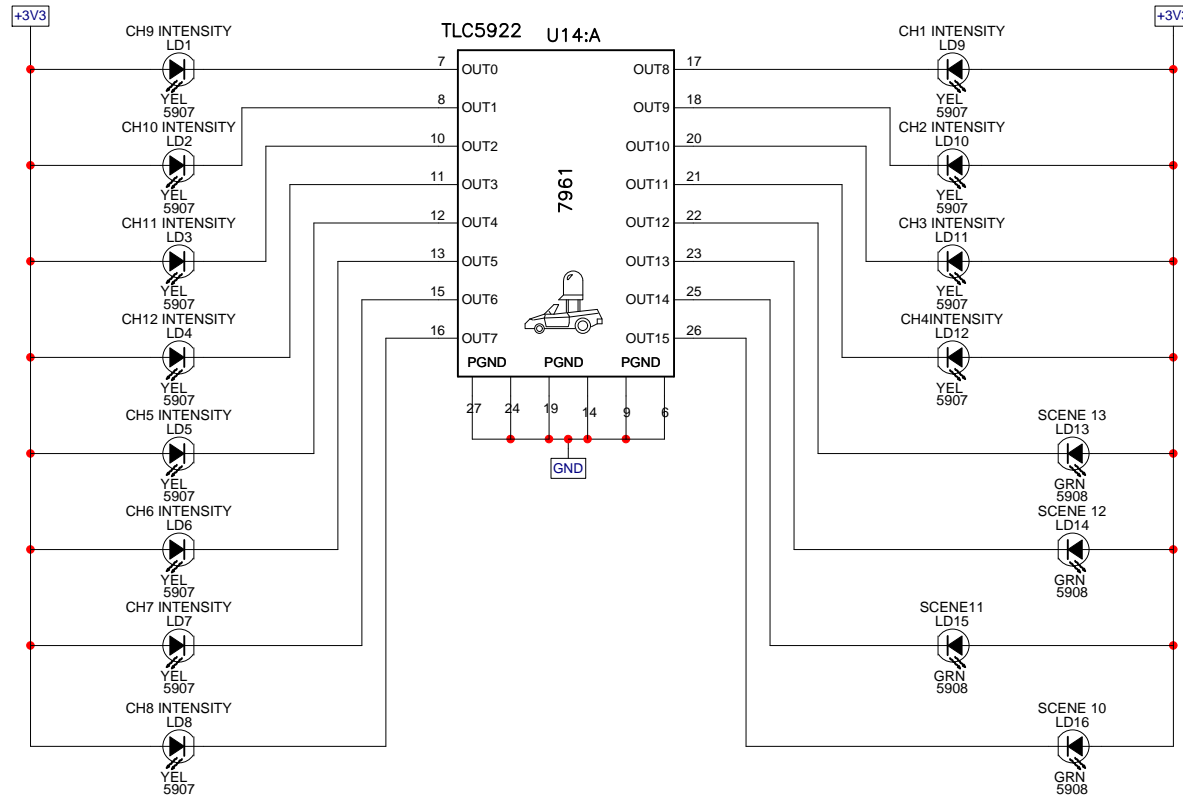 +3V3
+3V3
TLC5922 U14:A
7961
CH9 INTENSITY
LD1
YEL
5907
CH10 INTENSITY
LD2
YEL
5907
CH11 INTENSITY
LD3
YEL
5907
CH12 INTENSITY
LD4
YEL
5907
CH5 INTENSITY
LD5
YEL
5907
CH6 INTENSITY
LD6
YEL
5907
CH7 INTENSITY
LD7
YEL
5907
CH8 INTENSITY
LD8
YEL
5907
7 OUT0
8 OUT1
10 OUT2
11 OUT3
12 OUT4
13 OUT5
15 OUT6
16 OUT7
OUT8 17
OUT9 18
OUT10 20
OUT11 21
OUT12 22
OUT13 23
OUT14 25
OUT15 26
PGND PGND PGND
27 24 19 14 9 6
GND
CH1 INTENSITY
LD9
YEL
5907
CH2 INTENSITY
LD10
YEL
5907
CH3 INTENSITY
LD11
YEL
5907
CH4INTENSITY
LD12
YEL
5907
SCENE 13
LD13
GRN
5908
SCENE 12
LD14
GRN
5908
SCENE11
LD15
GRN
5908
SCENE 10
LD16
GRN
5908